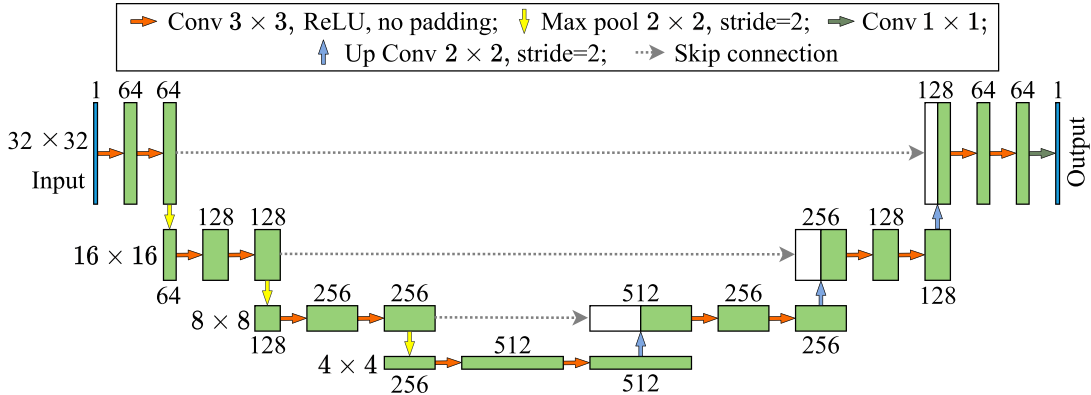 Conv 3 × 3, ReLU, no padding; Max pool 2 × 2, stride=2; Conv 1 × 1;
Up Conv 2 × 2, stride=2; Skip connection
1 64 64 128 64 64 1
32 ×32
Input
Output
128 128 256 128
16 × 16
64 128
256 256 512 256
8 × 8
128 256
512
4 × 4
256 512